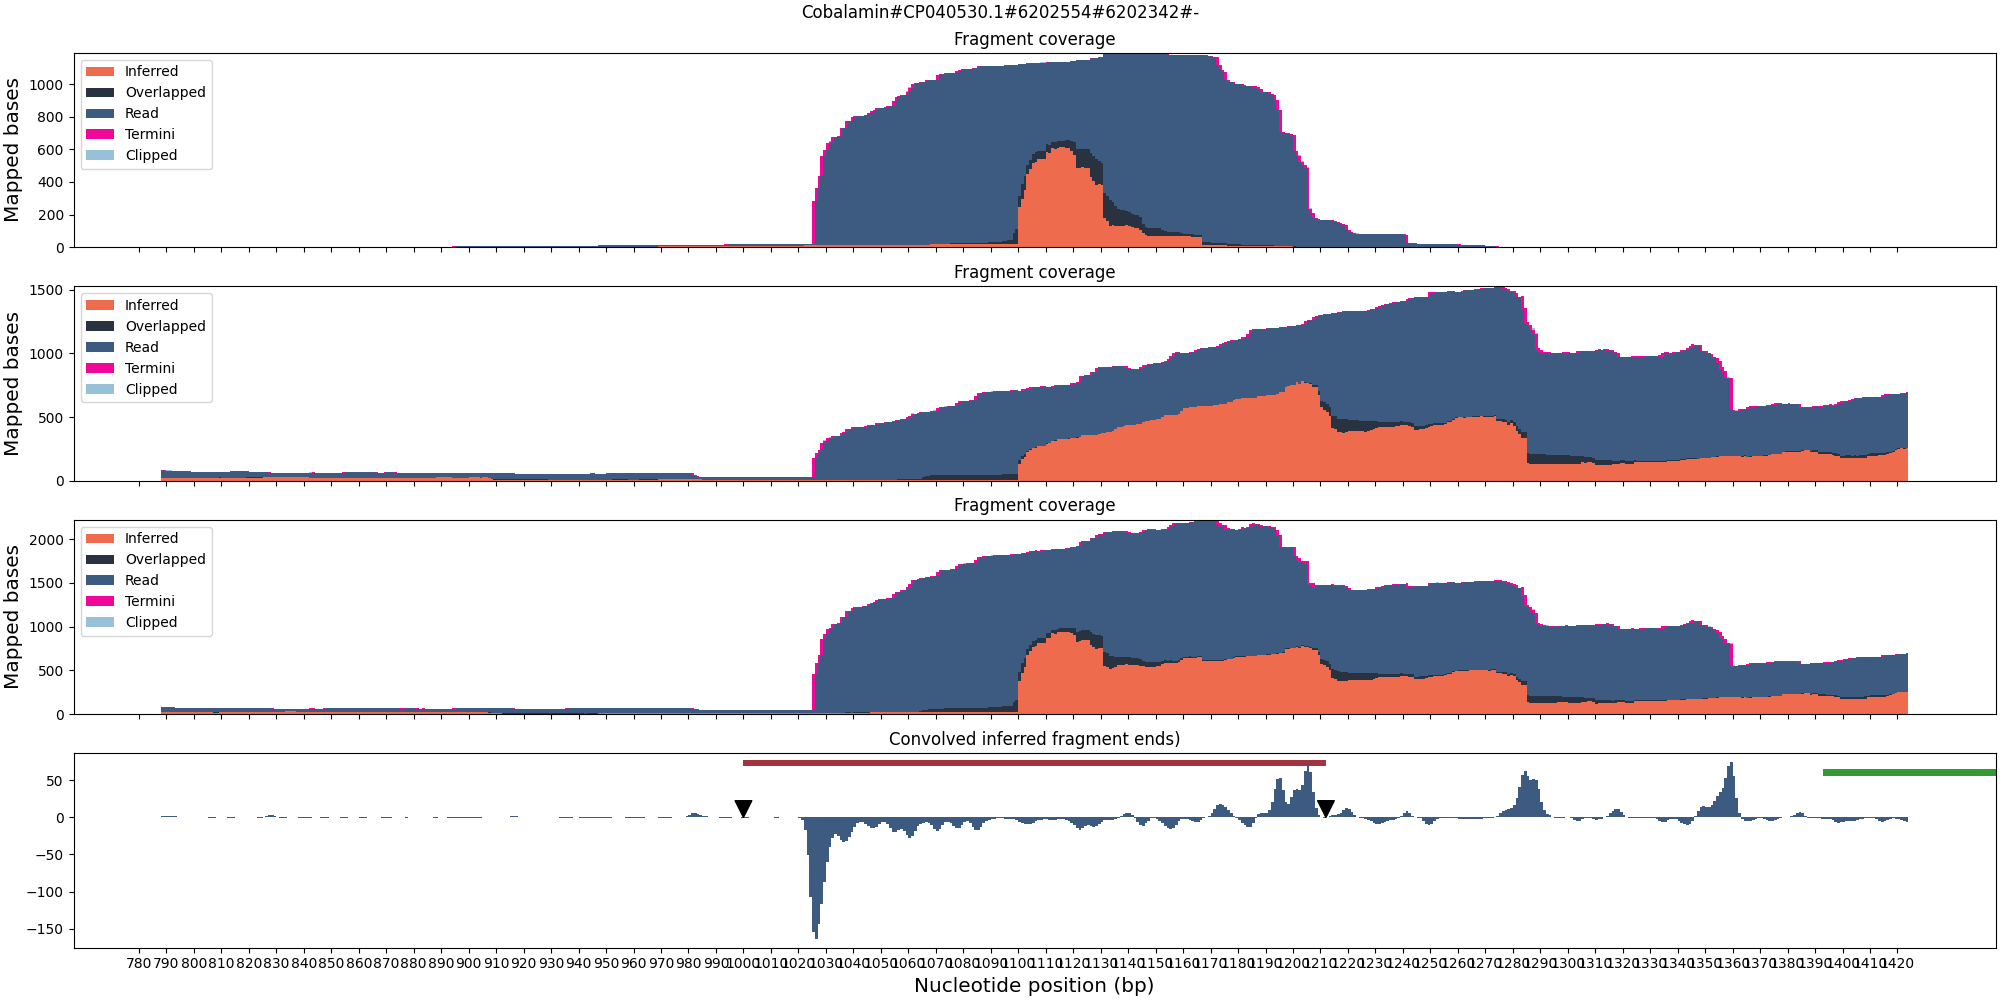 Cobalamin#CP040530.1#6202554#6202342#-
Fragment coverage
Mapped bases
1000
800
600
400
200
0
Inferred
Overlapped
Read
Termini
Clipped
Fragment coverage
Mapped bases
1500
1000
500
0
Inferred
Overlapped
Read
Termini
Clipped
Fragment coverage
Mapped bases
2000
1500
1000
500
0
Inferred
Overlapped
Read
Termini
Clipped
Convolved inferred fragment ends)
50
0
−50
−100
−150
780 790 800 810 820 830 840 850 860 870 880 890 900 910 920 930 940 950 960 970 980 990 1000 1010 1020 1030 1040 1050 1060 1070 1080 1090 1100 1110 1120 1130 1140 1150 1160 1170 1180 1190 1200 1210 1220 1230 1240 1250 1260 1270 1280 1290 1300 1310 1320 1330 1340 1350 1360 1370 1380 1390 1400 1410 1420
Nucleotide position (bp)